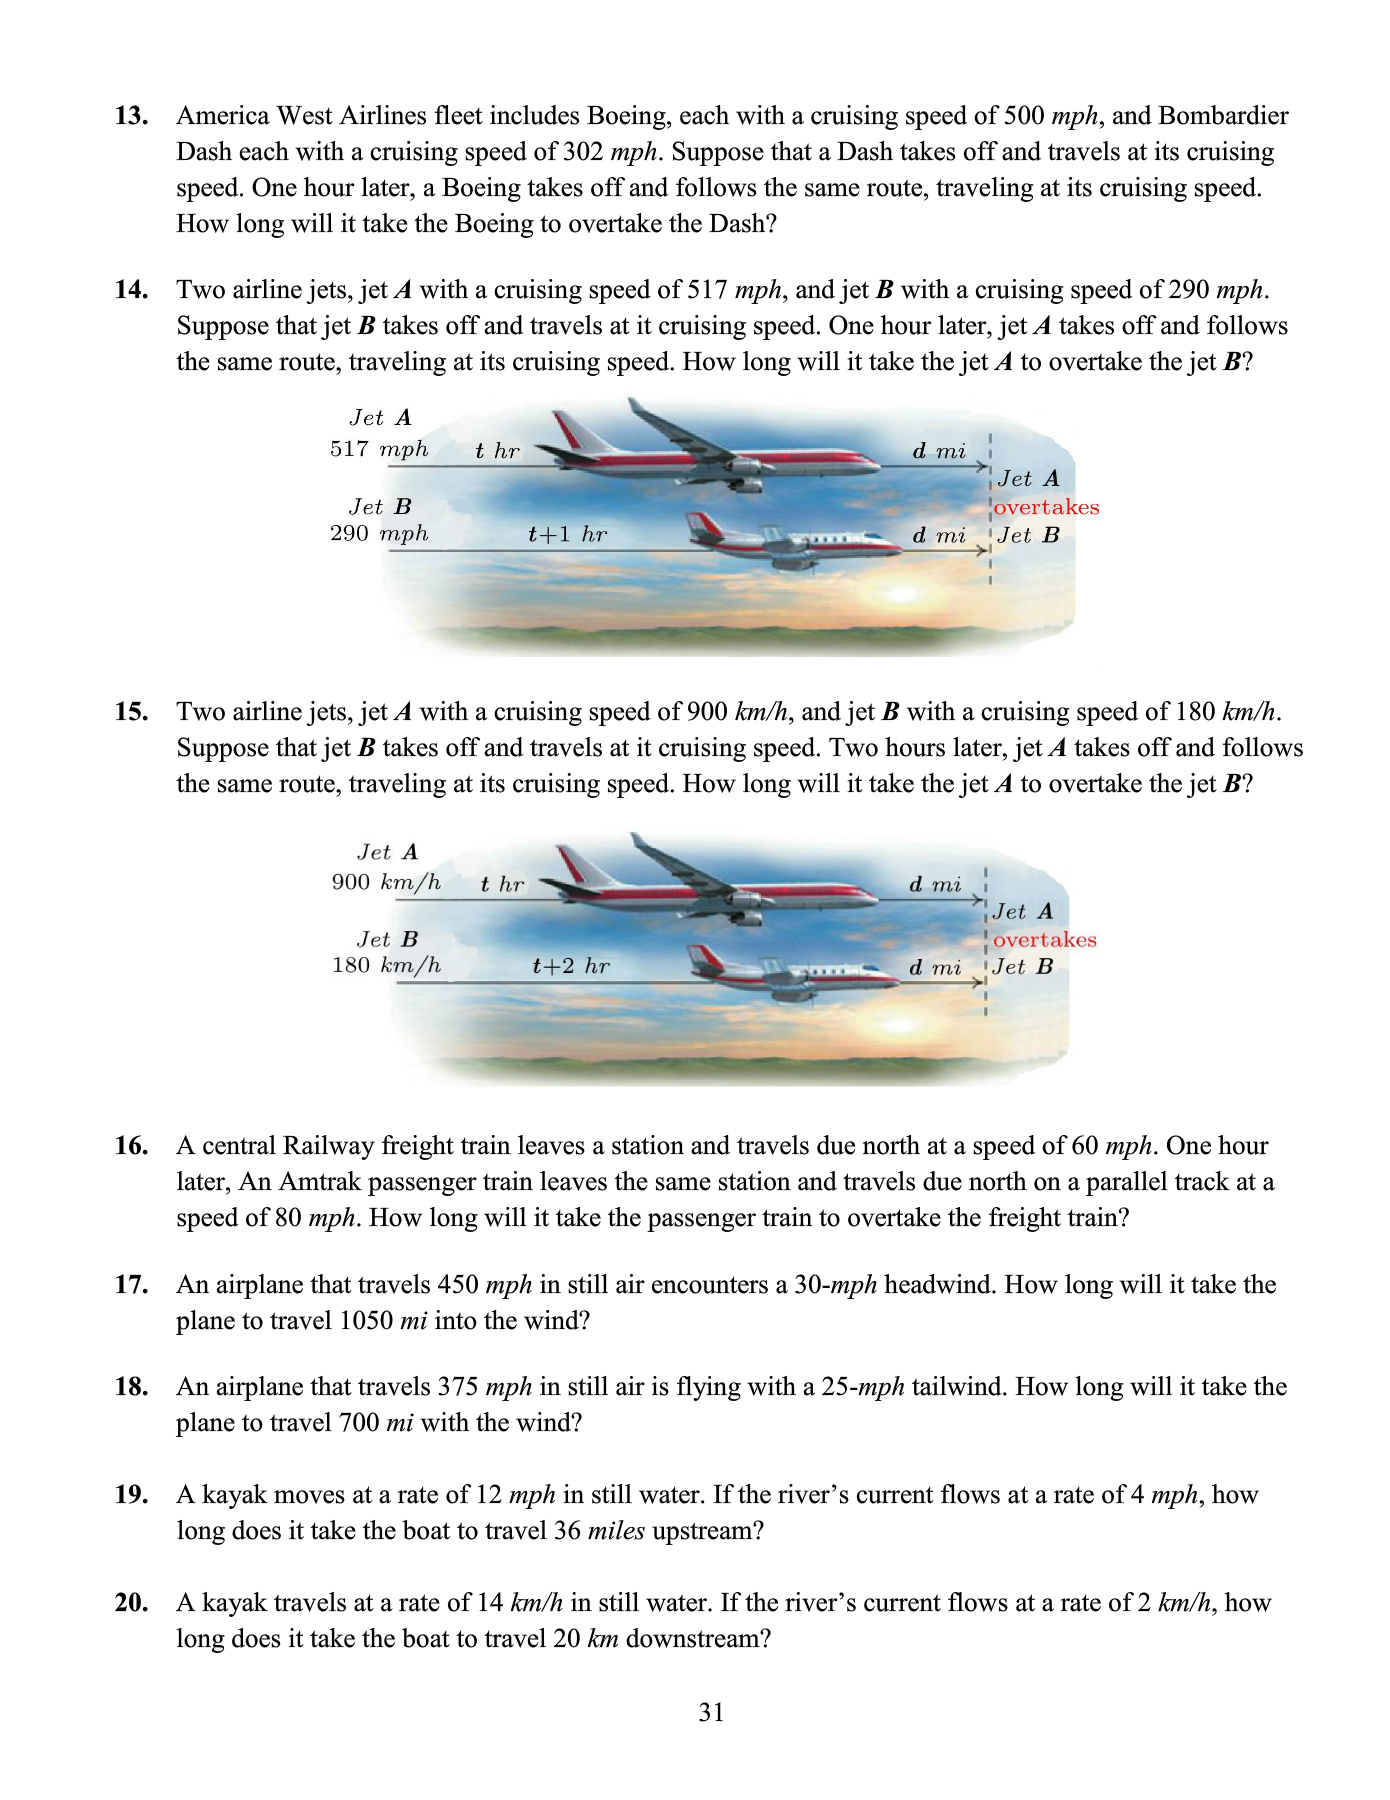 13. America West Airlines fleet includes Boeing, each with a cruising speed of 500 mph, and Bombardier
Dash each with a cruising speed of 302 mph. Suppose that a Dash takes off and travels at its cruising
speed. One hour later, a Boeing takes off and follows the same route, traveling at its cruising speed.
How long will it take the Boeing to overtake the Dash?
14. Two airline jets, jet A with a cruising speed of 517 mph, and jet B with a cruising speed of 290 mph.
Suppose that jet B takes off and travels at it cruising speed. One hour later, jet A takes off and follows
the same route, traveling at its cruising speed. How long will it take the jet A to overtake the jet B?
Jet A
517 mph t hr d mi
Jet A
Jet B overtakes
290 mph t+1 hr d mi Jet B
15. Two airline jets, jet A with a cruising speed of 900 km/h, and jet B with a cruising speed of 180 km/h.
Suppose that jet B takes off and travels at it cruising speed. Two hours later, jet A takes off and follows
the same route, traveling at its cruising speed. How long will it take the jet A to overtake the jet B?
Jet A
900 km/h t hr d mi
Jet A
Jet B overtakes
180 km/h t+2 hr d mi Jet B
16. A central Railway freight train leaves a station and travels due north at a speed of 60 mph. One hour
later, An Amtrak passenger train leaves the same station and travels due north on a parallel track at a
speed of 80 mph. How long will it take the passenger train to overtake the freight train?
17. An airplane that travels 450 mph in still air encounters a 30-mph headwind. How long will it take the
plane to travel 1050 mi into the wind?
18. An airplane that travels 375 mph in still air is flying with a 25-mph tailwind. How long will it take the
plane to travel 700 mi with the wind?
19. A kayak moves at a rate of 12 mph in still water. If the river’s current flows at a rate of 4 mph, how
long does it take the boat to travel 36 miles upstream?
20. A kayak travels at a rate of 14 km/h in still water. If the river’s current flows at a rate of 2 km/h, how
long does it take the boat to travel 20 km downstream?
31